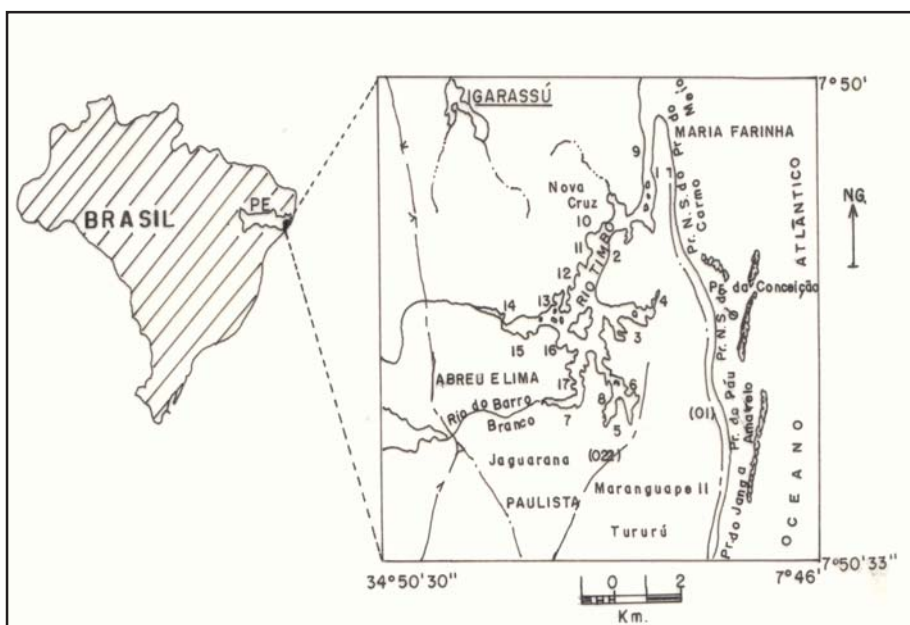 BRASIL
PE.
7°50'
IGARASSÚ
MARIA FARINHA
Pr. do Meio
9
1
Nova
Cruz
Pr. N. S. do
Carmo
ATLÂNTICO
NG.
10
2
11
RIO TIMBÓ
12
Pr. da Conceição
13
14
4
Pr. N. S. do Ó
3
15
16
ABREU E LIMA
17
6
8
Rio do Barro
Branco
7
5
(01)
Pr. do Páu
Amarelo
Jaguarana
(022)
PAULISTA
Maranguape II
Tururú
Pr. do Janga
OCEANO
7°50'33"
34°50'30"
7°46'
0
2
Km.